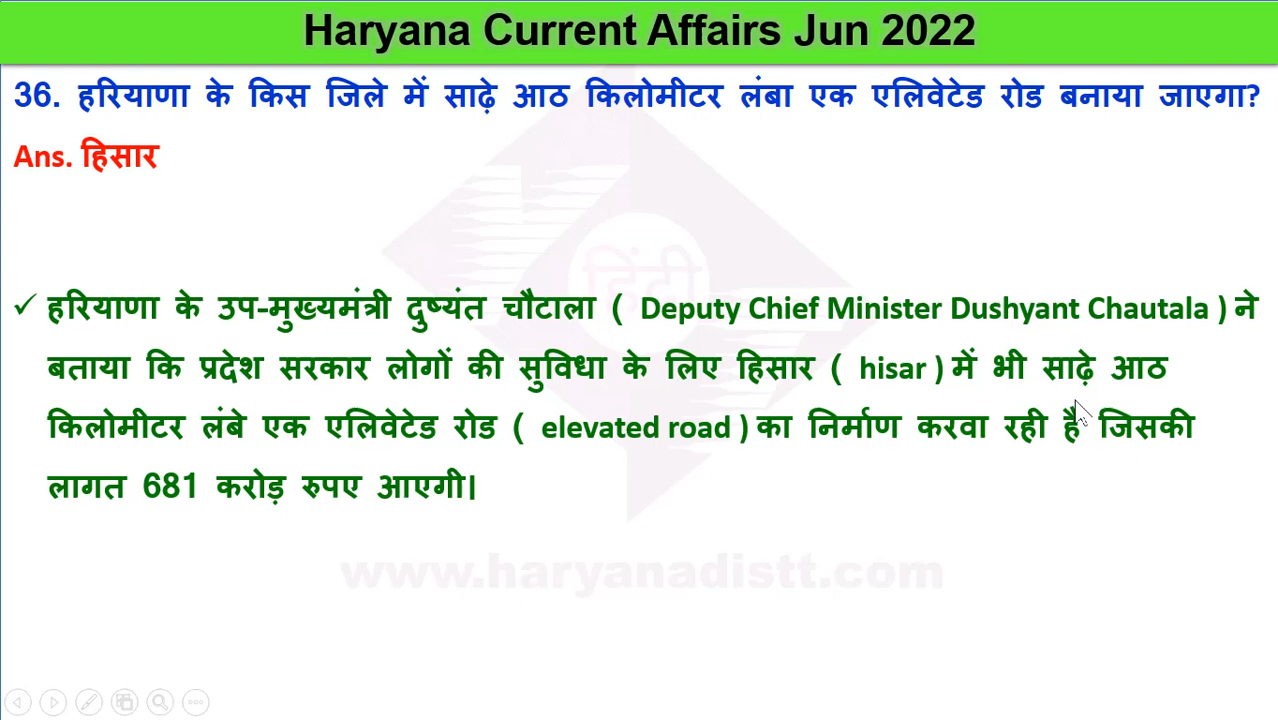 Haryana Current Affairs Jun 2022
36. हरियाणा के किस जिले में साढ़े आठ किलोमीटर लंबा एक एलिवेटेड रोड बनाया जाएगा?
Ans. हिसार
हिंदी
✓ हरियाणा के उप-मुख्यमंत्री दुष्यंत चौटाला ( Deputy Chief Minister Dushyant Chautala ) ने
बताया कि प्रदेश सरकार लोगों की सुविधा के लिए हिसार ( hisar ) में भी साढ़े आठ
किलोमीटर लंबे एक एलिवेटेड रोड ( elevated road ) का निर्माण करवा रही है जिसकी
लागत 681 करोड़ रुपए आएगी।
www.haryanadistt.com